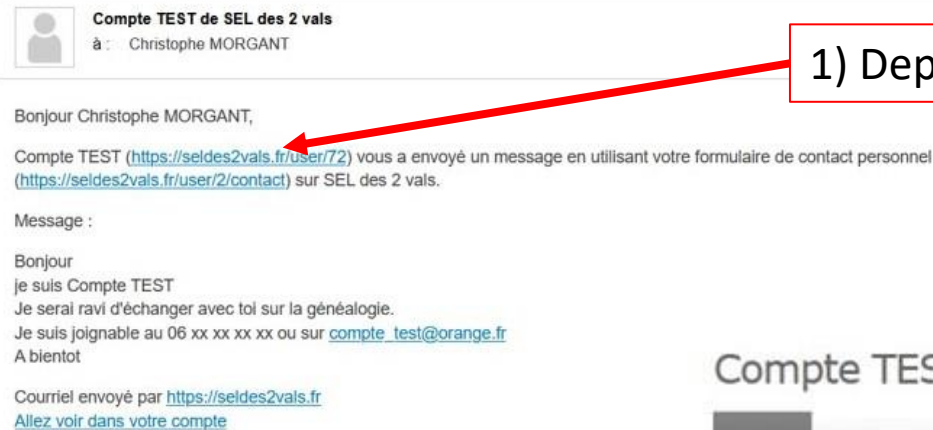 Compte TEST de SEL des 2 vals
à : Christophe MORGANT
1) Dep
Bonjour Christophe MORGANT,
Compte TEST (https://seldes2vals.fr/user/72) vous a envoyé un message en utilisant votre formulaire de contact personnel
(https://seldes2vals.fr/user/2/contact) sur SEL des 2 vals.
Message :
Bonjour
je suis Compte TEST
Je serai ravi d'échanger avec toi sur la généalogie.
Je suis joignable au 06 xx xx xx xx ou sur compte_test@orange.fr
A bientot
Compte TES
Courriel envoyé par https://seldes2vals.fr
Allez voir dans votre compte